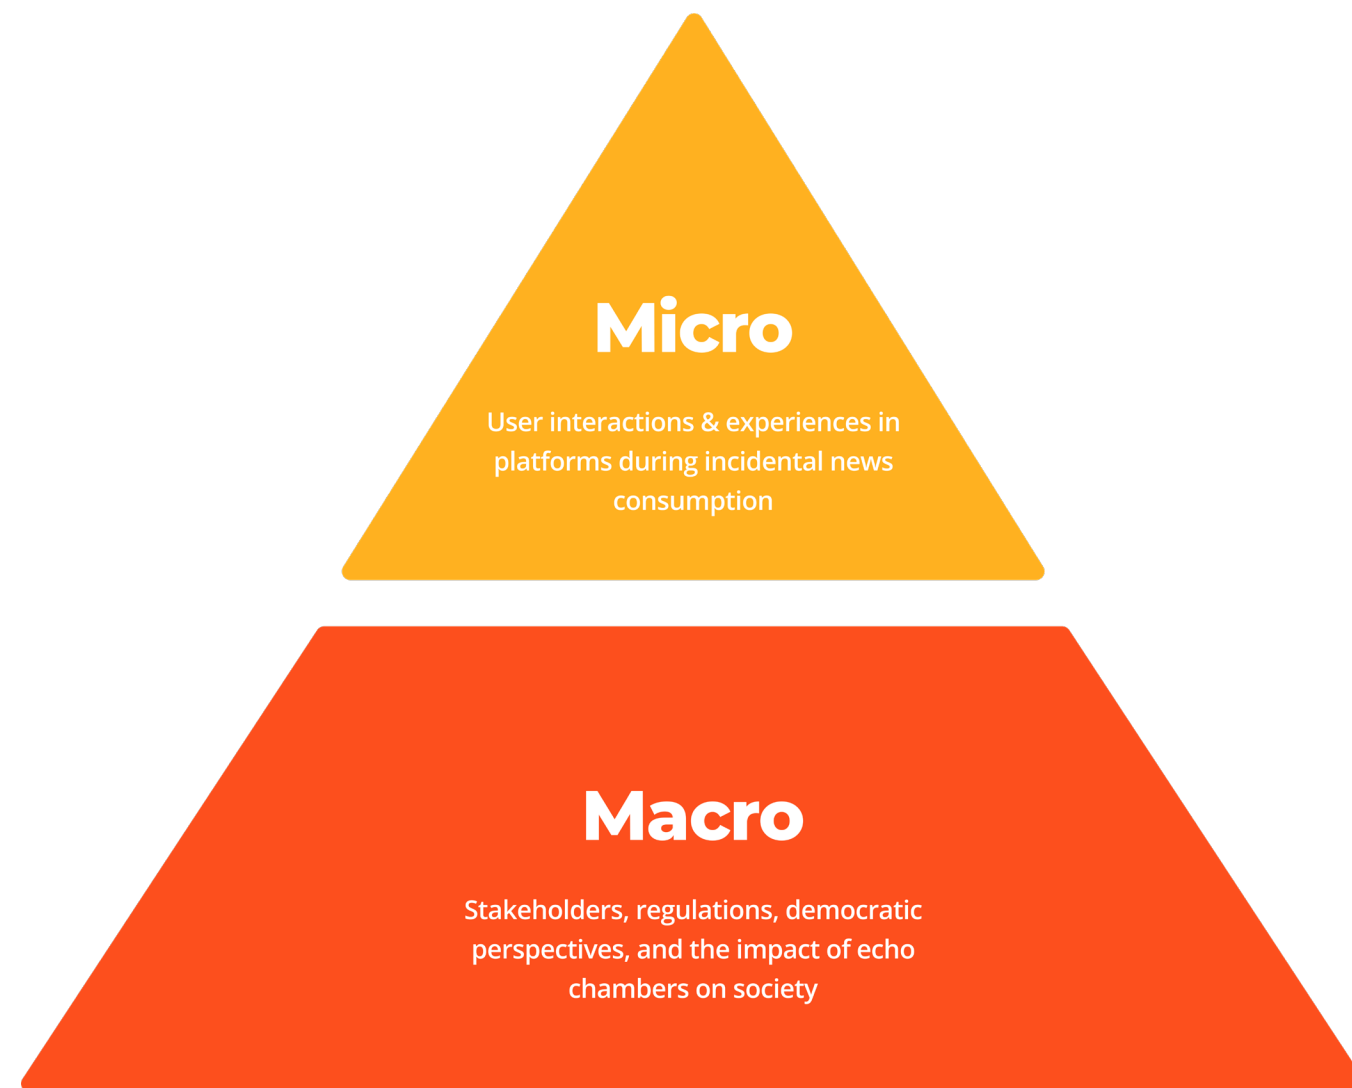 Micro
User interactions & experiences in
platforms during incidental news
consumption
Macro
Stakeholders, regulations, democratic
perspectives, and the impact of echo
chambers on society